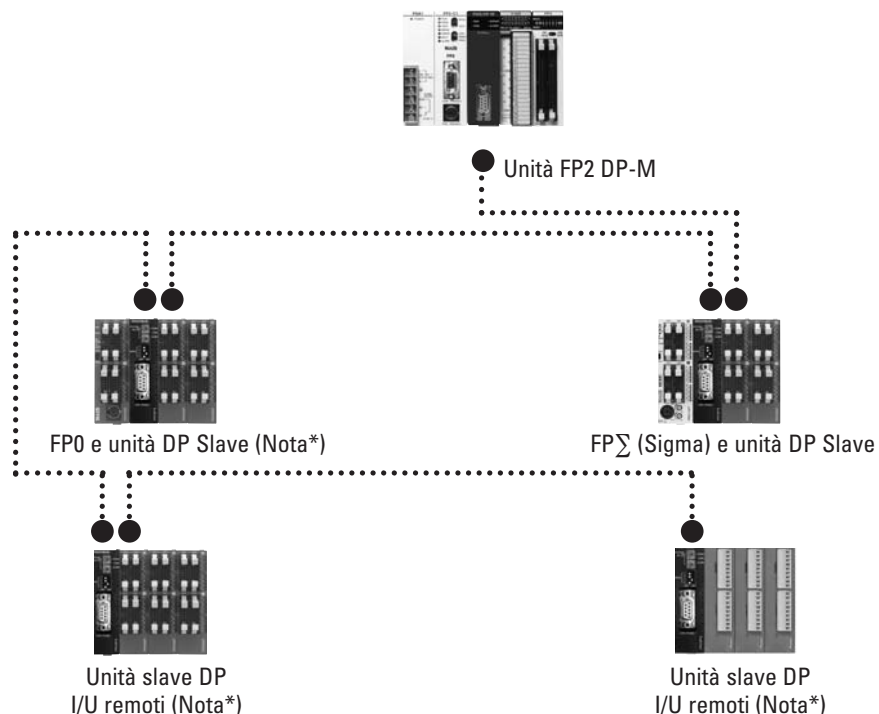 Unità FP2 DP-M
FP0 e unità DP Slave (Nota*)
FP∑ (Sigma) e unità DP Slave
Unità slave DP
I/U remoti (Nota*)
Unità slave DP
I/U remoti (Nota*)